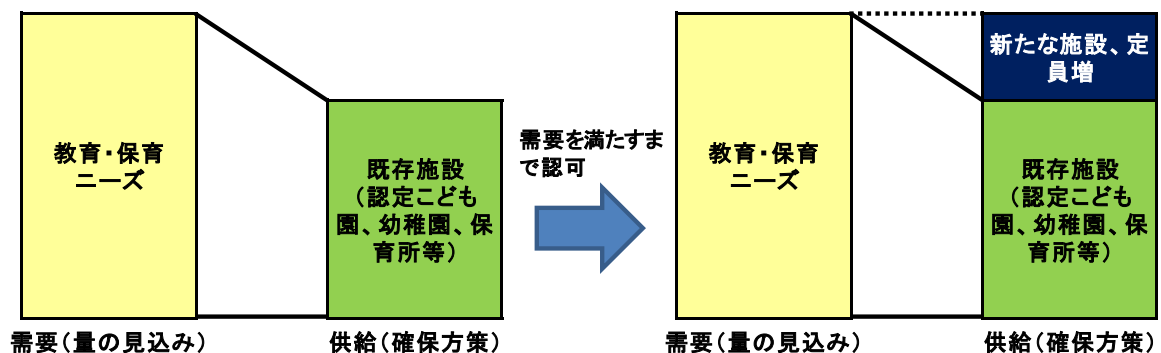 教育・保育
ニーズ
既存施設
（認定こども
園、幼稚園、保
育所等）
需要（量の見込み）
供給（確保方策）
需要を満たすま
で認可
教育・保育
ニーズ
新たな施設、定
員増
既存施設
（認定こども
園、幼稚園、保
育所等）
需要（量の見込み）
供給（確保方策）